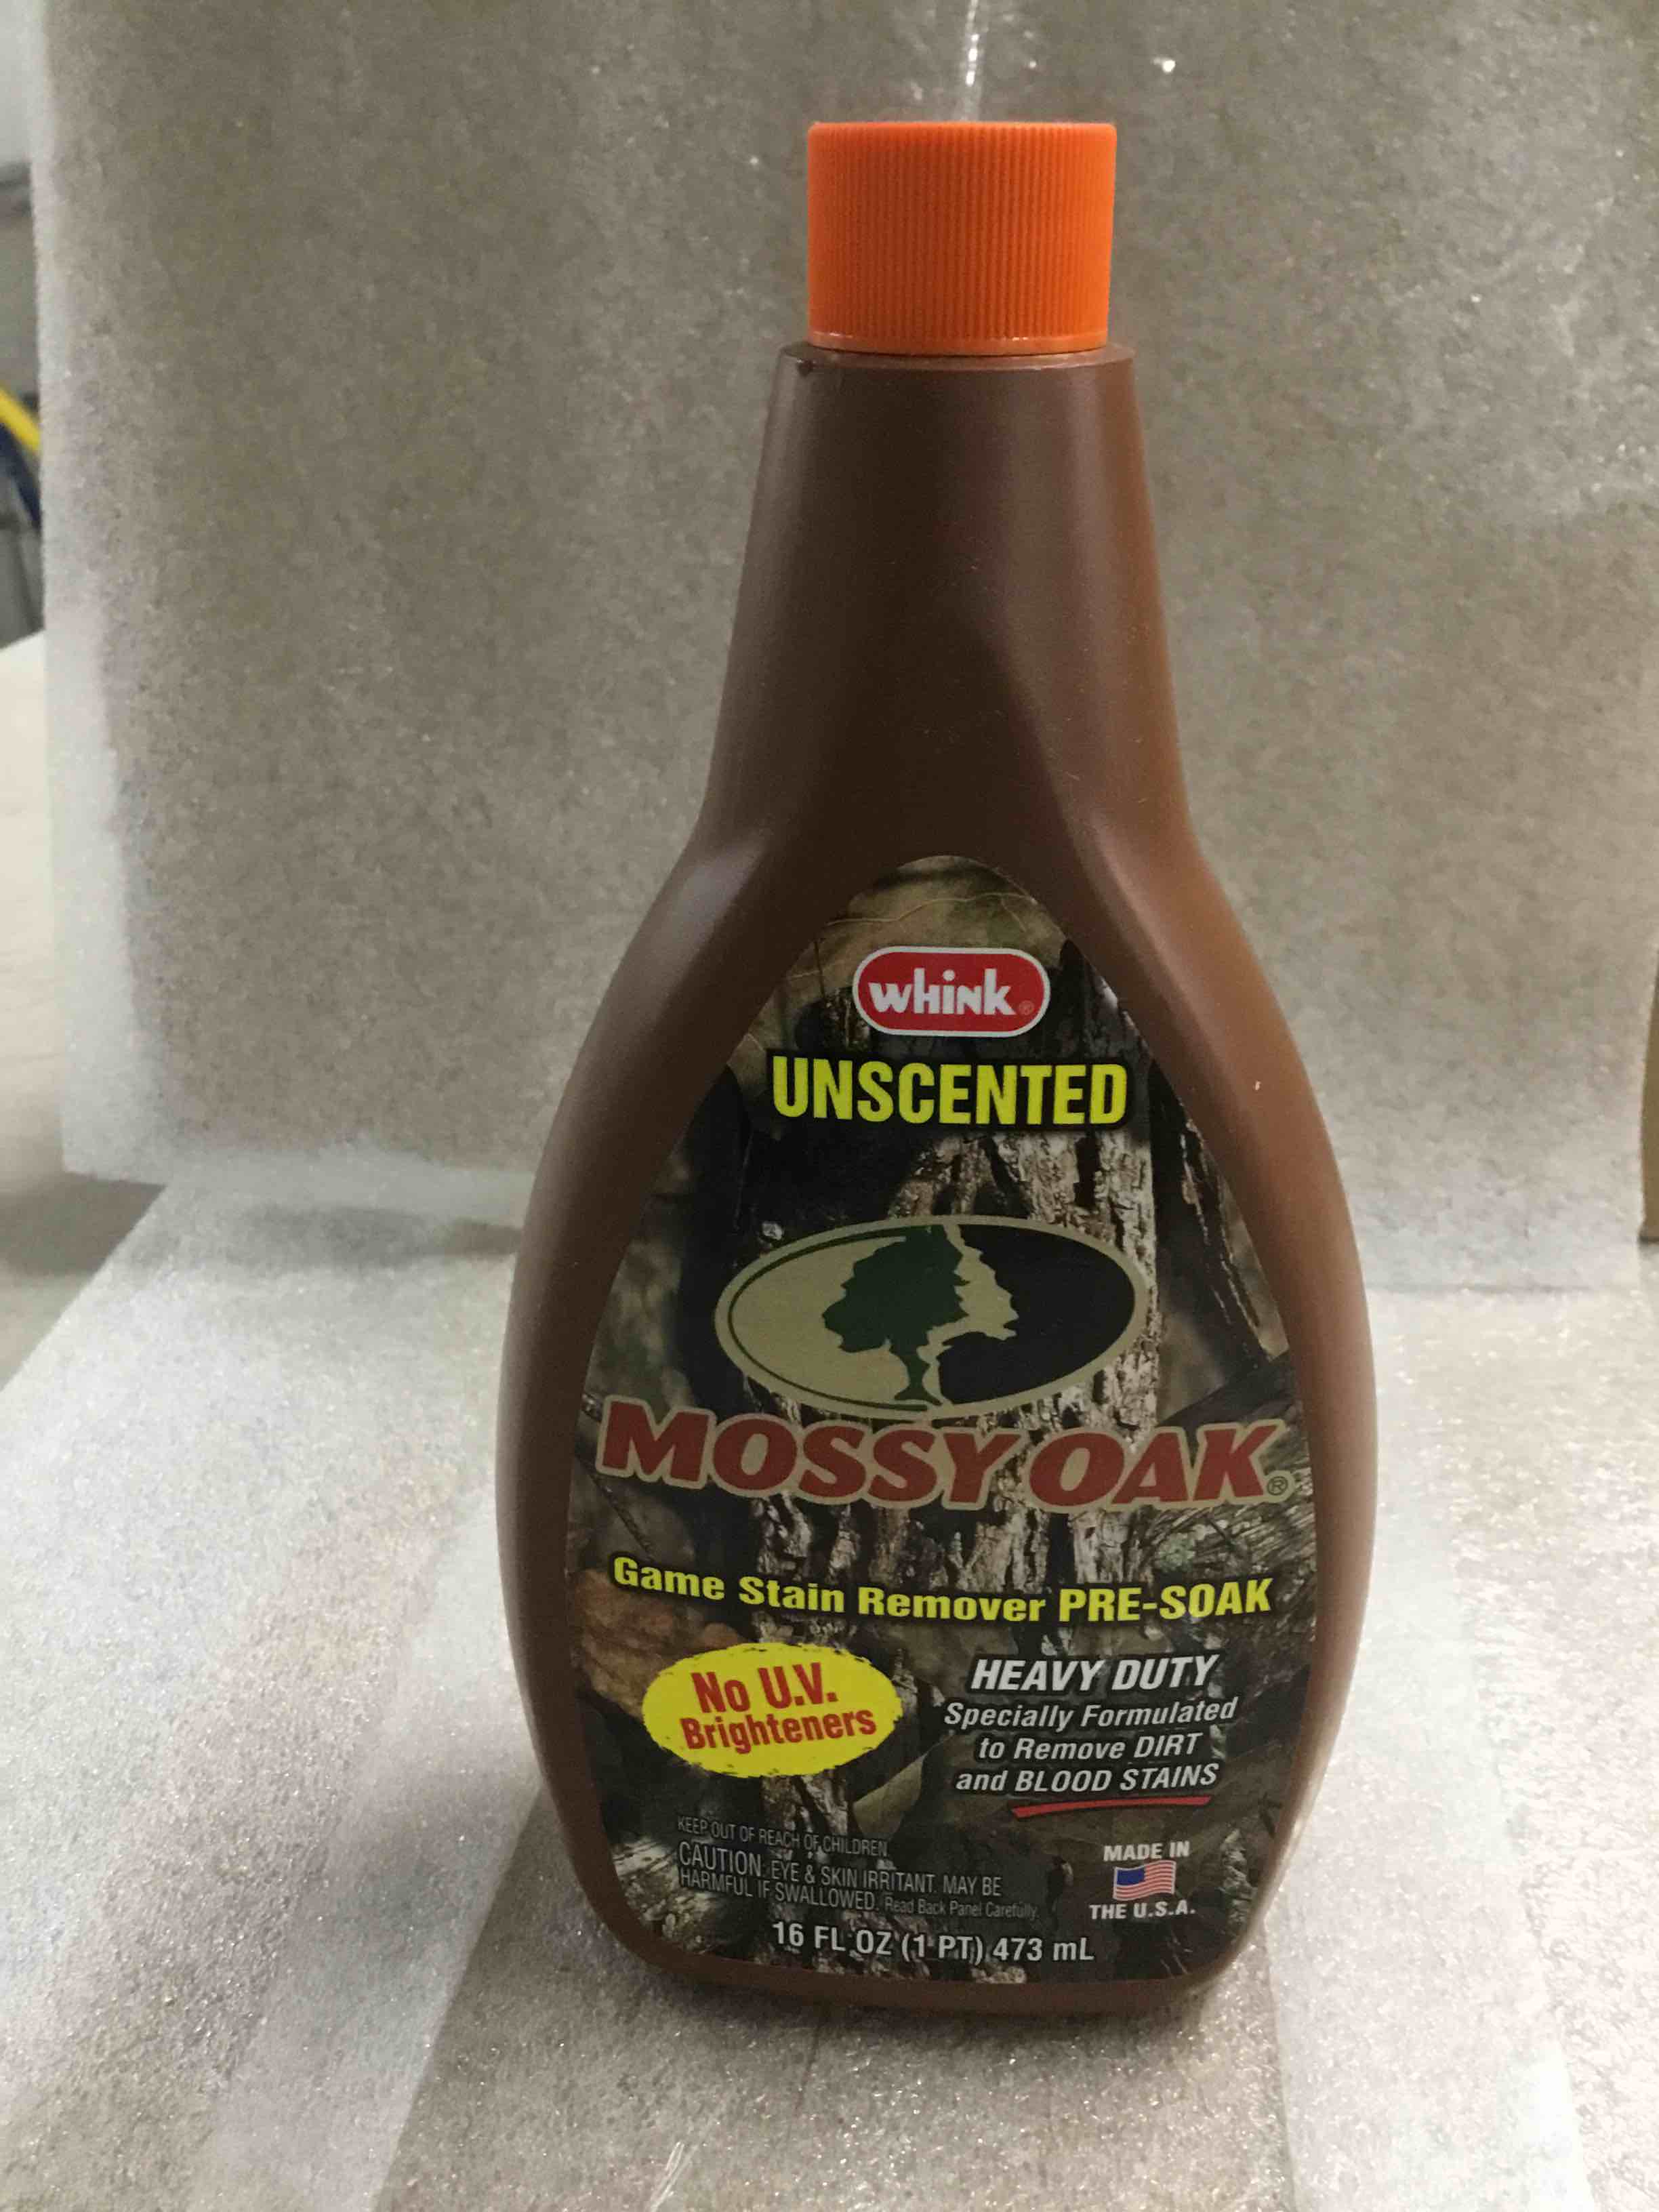 whink®
UNSCENTED
MOSSY OAK®
Game Stain Remover PRE-SOAK
No U.V.
Brighteners
HEAVY DUTY
Specially Formulated
to Remove DIRT
and BLOOD STAINS
KEEP OUT OF REACH OF CHILDREN.
CAUTION: EYE & SKIN IRRITANT. MAY BE
HARMFUL IF SWALLOWED. Read Back Panel Carefully.
MADE IN
THE U.S.A.
16 FL OZ (1 PT) 473 mL